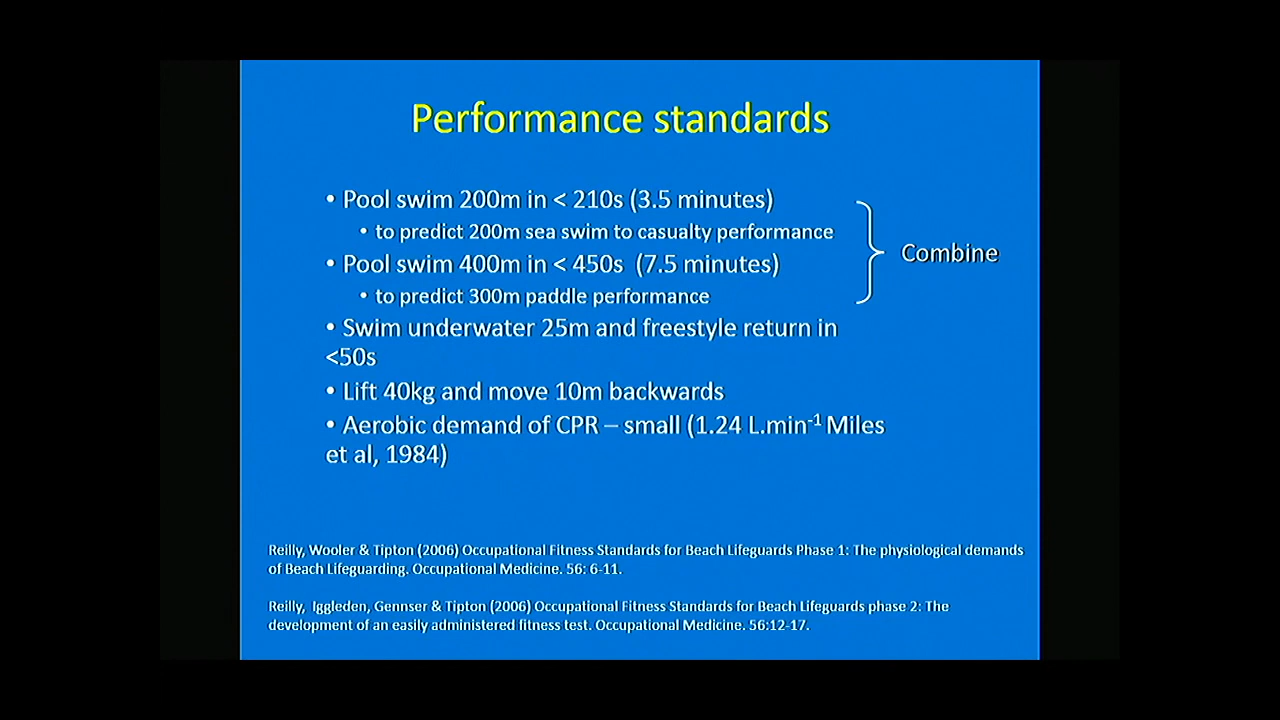 Performance standards
• Pool swim 200m in < 210s (3.5 minutes)
• to predict 200m sea swim to casualty performance
• Pool swim 400m in < 450s (7.5 minutes)
• to predict 300m paddle performance
Combine
• Swim underwater 25m and freestyle return in
<50s
• Lift 40kg and move 10m backwards
• Aerobic demand of CPR – small (1.24 L.min-1 Miles
et al, 1984)
Reilly, Wooler & Tipton (2006) Occupational Fitness Standards for Beach Lifeguards Phase 1: The physiological demands
of Beach Lifeguarding. Occupational Medicine. 56: 6-11.
Reilly, Iggleden, Gennser & Tipton (2006) Occupational Fitness Standards for Beach Lifeguards phase 2: The
development of an easily administered fitness test. Occupational Medicine. 56:12-17.